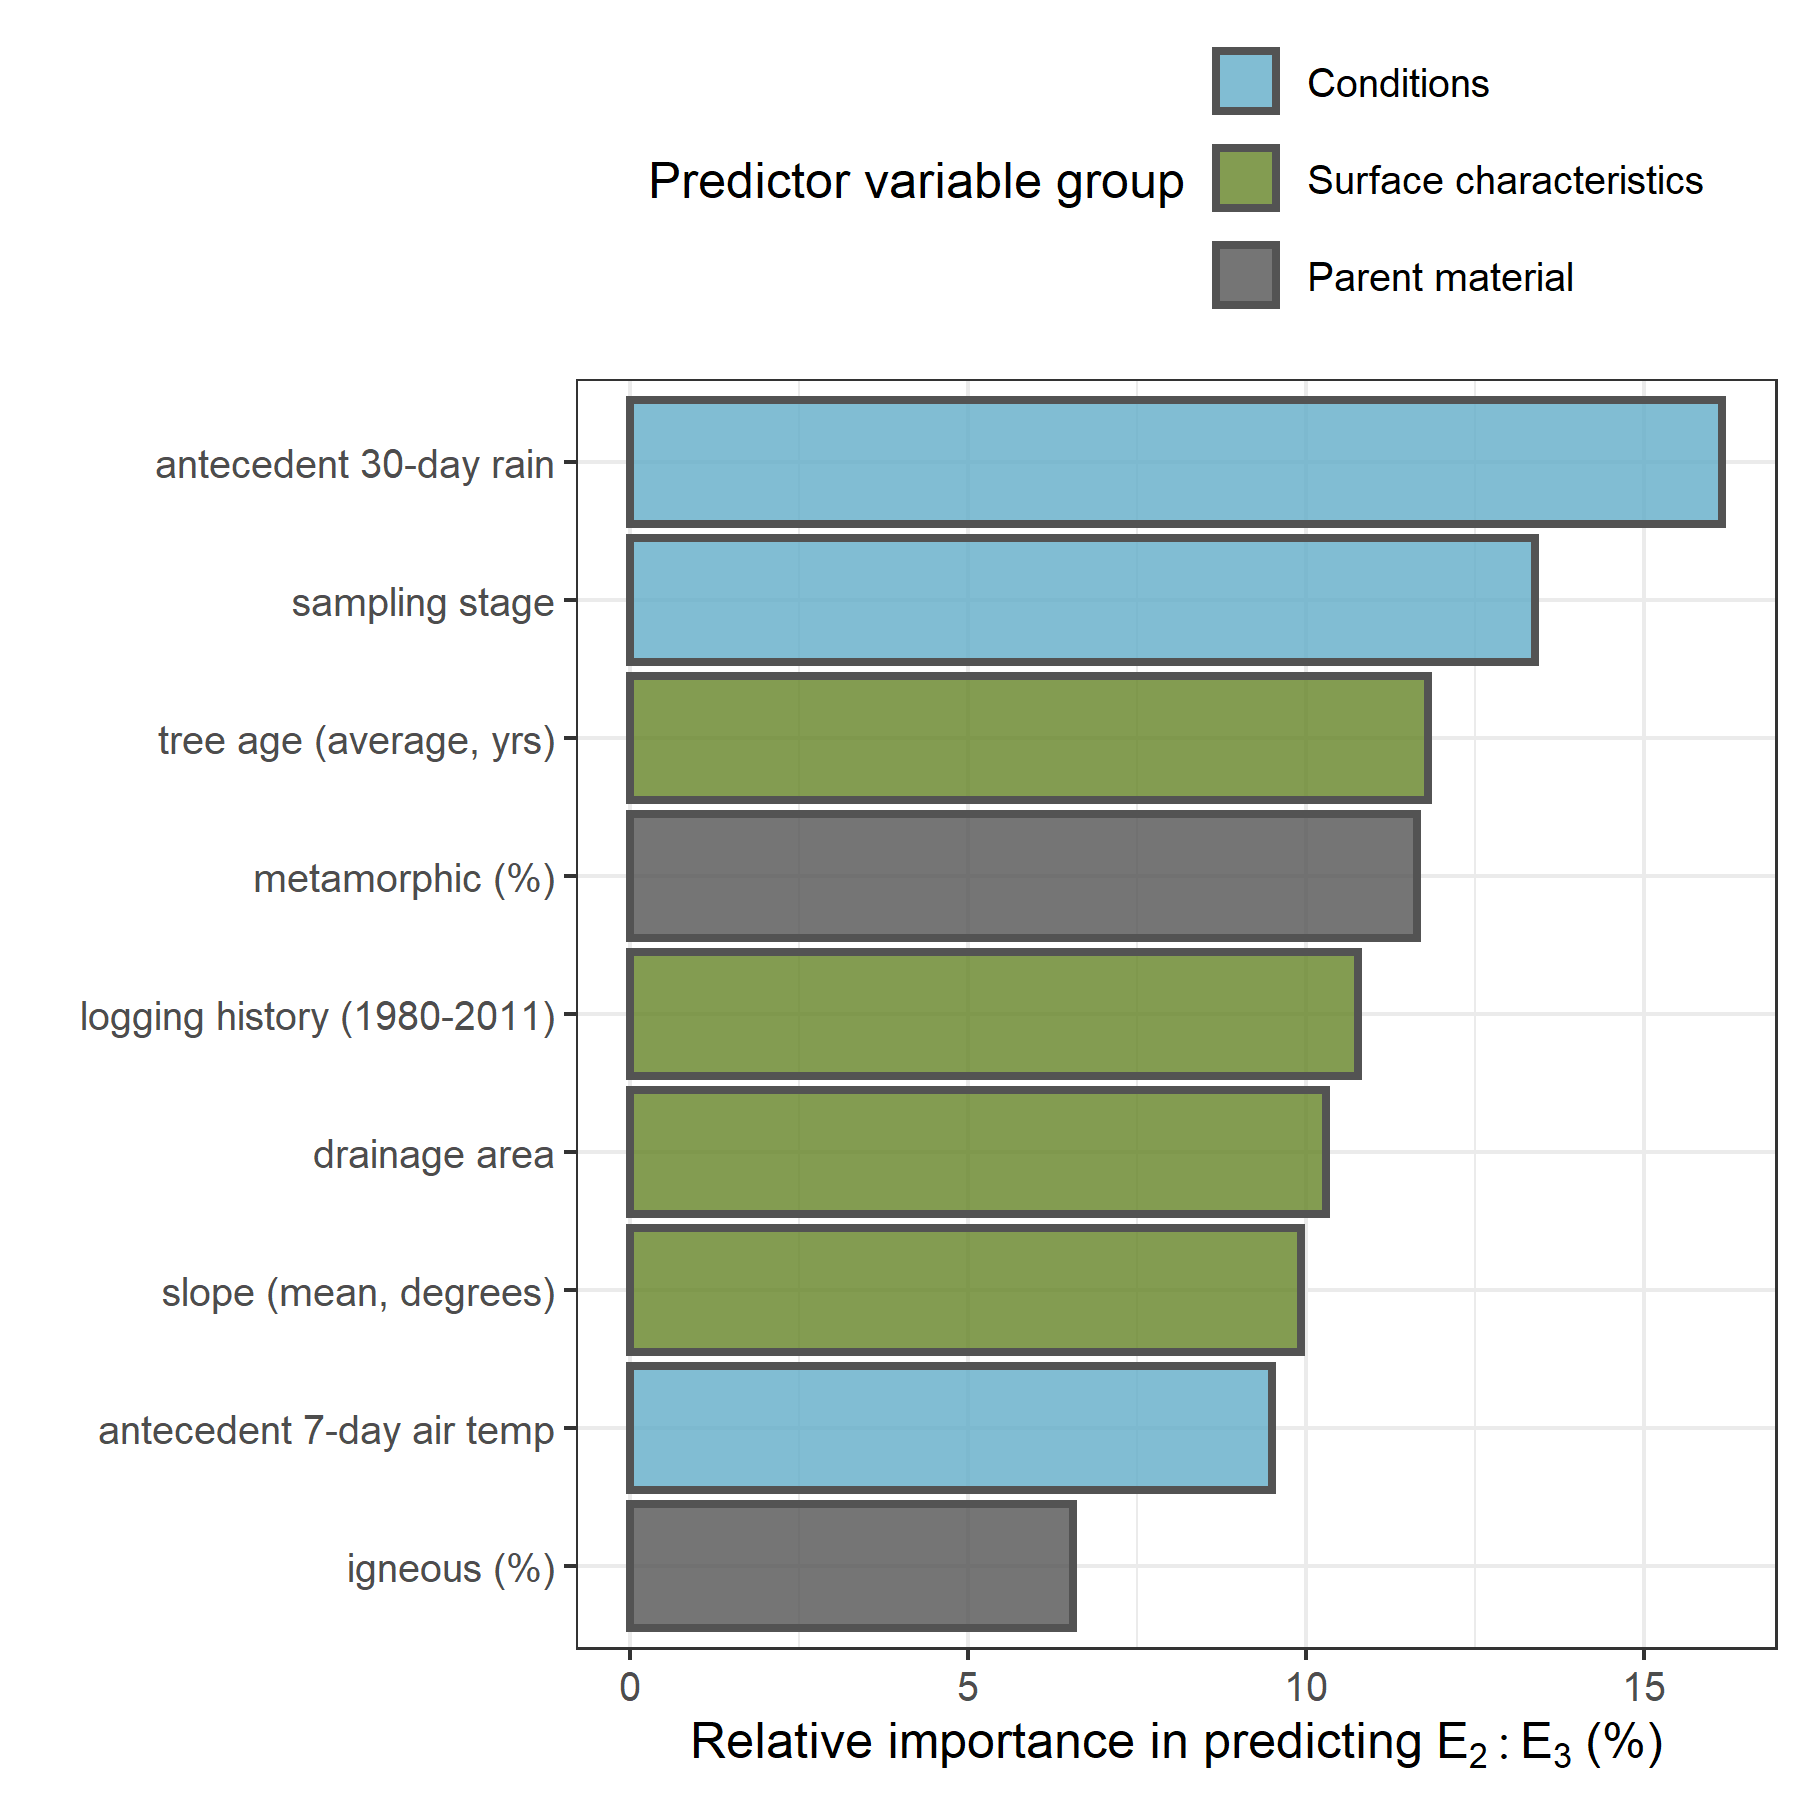 Conditions
Predictor variable group
Surface characteristics
Parent material
antecedent 30-day rain
sampling stage
tree age (average, yrs)
metamorphic (%)
logging history (1980-2011)
drainage area
slope (mean, degrees)
antecedent 7-day air temp
igneous (%)
0 5 10 15
Relative importance in predicting E₂ : E₃ (%)